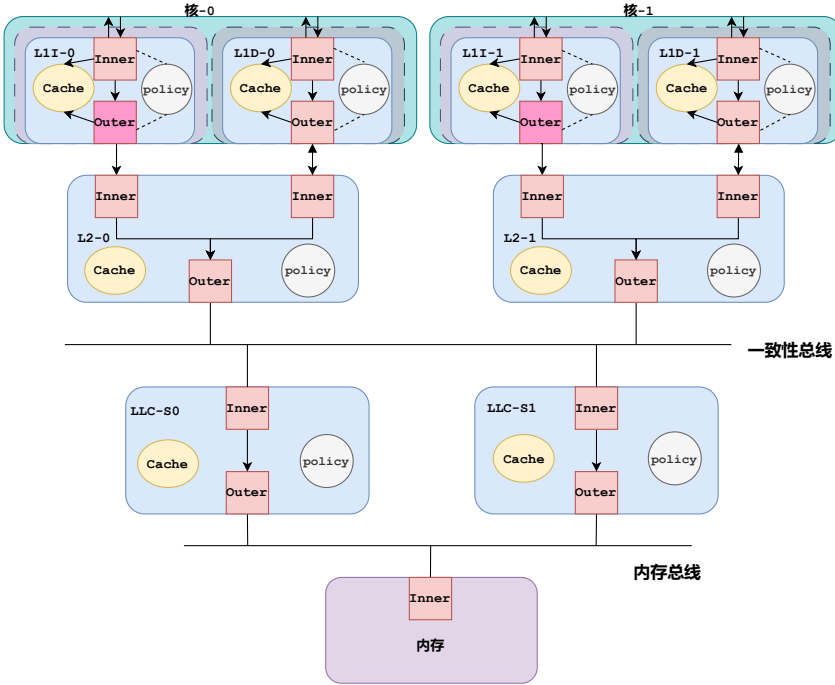 核-0
核-1
L1I-0
Inner
Cache
policy
Outer
L1D-0
Inner
Cache
policy
Outer
L1I-1
Inner
Cache
policy
Outer
L1D-1
Inner
Cache
policy
Outer
Inner
Inner
L2-0
Cache
policy
Outer
Inner
Inner
L2-1
Cache
policy
Outer
一致性总线
LLC-S0
Inner
Cache
policy
Outer
LLC-S1
Inner
Cache
policy
Outer
内存总线
Inner
内存